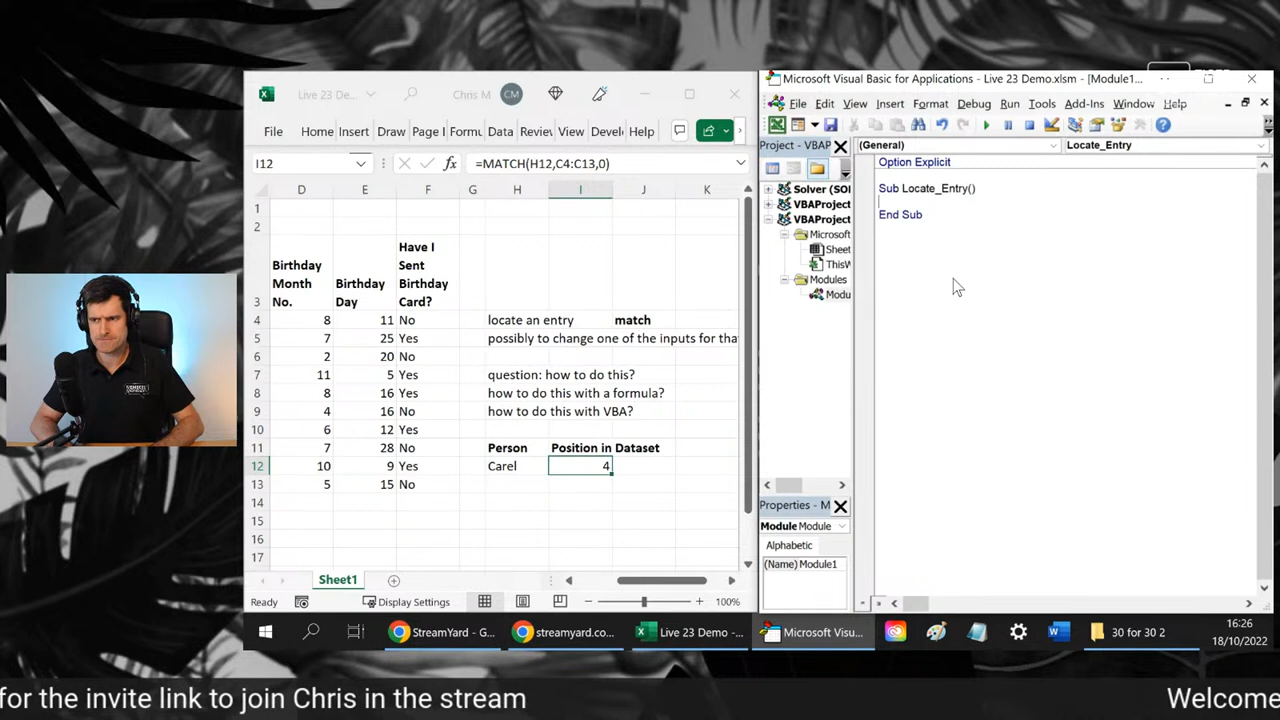 Live 23 De...
Chris M
CM
File Home Insert Draw Page l Formu Data Review View Develo Help
I12
fx
=MATCH(H12,C4:C13,0)
D E F G H I J K
1
2
3
Birthday Month No.
Birthday Day
Have I Sent Birthday Card?
4 8 11 No locate an entry match
5 7 25 Yes possibly to change one of the inputs for tha
6 2 20 No
7 11 5 Yes question: how to do this?
8 8 16 Yes how to do this with a formula?
9 4 16 No how to do this with VBA?
10 6 12 Yes
11 7 28 No Person Position in Dataset
12 10 9 Yes Carel 4
13 5 15 No
14
15
16
17
Sheet1
Ready Display Settings 100%
Microsoft Visual Basic for Applications - Live 23 Demo.xlsm - [Module1...
File Edit View Insert Format Debug Run Tools Add-Ins Window Help
Project - VBAP
(General) Locate_Entry
Solver (SOl
VBAProject
VBAProject
Microsoft
Sheet
ThisW
Modules
Modu
Option Explicit
Sub Locate_Entry()
End Sub
Properties - M
Module Module
Alphabetic
(Name) Module1
StreamYard - G... streamyard.co... Live 23 Demo -... Microsoft Visu... 30 for 30 2
16:26
18/10/2022
for the invite link to join Chris in the stream
Welcome